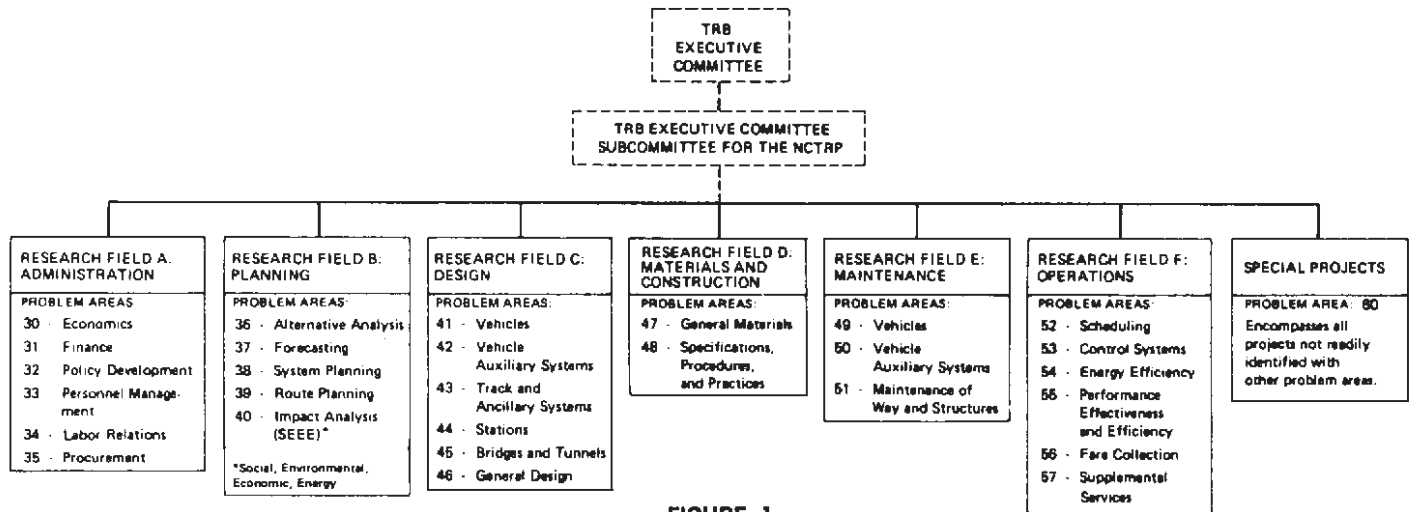 TRB
EXECUTIVE
COMMITTEE
TRB EXECUTIVE COMMITTEE
SUBCOMMITTEE FOR THE NCTRP
RESEARCH FIELD A:
ADMINISTRATION
PROBLEM AREAS
30 - Economics
31 Finance
32 Policy Development
33 Personnel Manage-
ment
34 - Labor Relations
35 - Procurement
RESEARCH FIELD B:
PLANNING
PROBLEM AREAS:
36 - Alternative Analysis
37 - Forecasting
38 - System Planning
39 - Route Planning
40 - Impact Analysis
(SEEE)*
*Social, Environmental,
Economic, Energy
RESEARCH FIELD C:
DESIGN
PROBLEM AREAS:
41 - Vehicles
42 - Vehicle
Auxiliary Systems
43 - Track and
Ancillary Systems
44 - Stations
45 - Bridges and Tunnels
46 - General Design
RESEARCH FIELD D:
MATERIALS AND
CONSTRUCTION
PROBLEM AREAS:
47 - General Materials
48 - Specifications,
Procedures,
and Practices
RESEARCH FIELD E:
MAINTENANCE
PROBLEM AREAS:
49 - Vehicles
50 - Vehicle
Auxiliary Systems
51 - Maintenance of
Way and Structures
RESEARCH FIELD F:
OPERATIONS
PROBLEM AREAS
52 - Scheduling
53 - Control Systems
54 - Energy Efficiency
55 - Performance
Effectiveness
and Efficiency
56 - Fare Collection
57 - Supplemental
Services
SPECIAL PROJECTS
PROBLEM AREA: 60
Encompasses all
projects not readily
identified with
other problem areas.